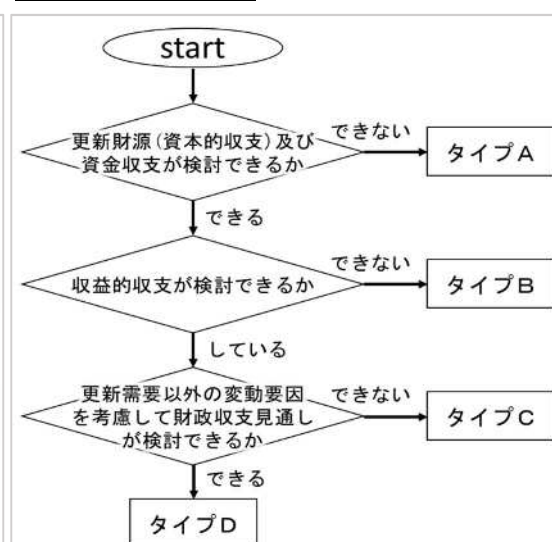 start
更新財源(資本的収支)及び
資金収支が検討できるか
できない
タイプA
できる
収益的収支が検討できるか
できない
タイプB
している
更新需要以外の変動要因
を考慮して財政収支見通し
が検討できるか
できない
タイプC
できる
タイプD